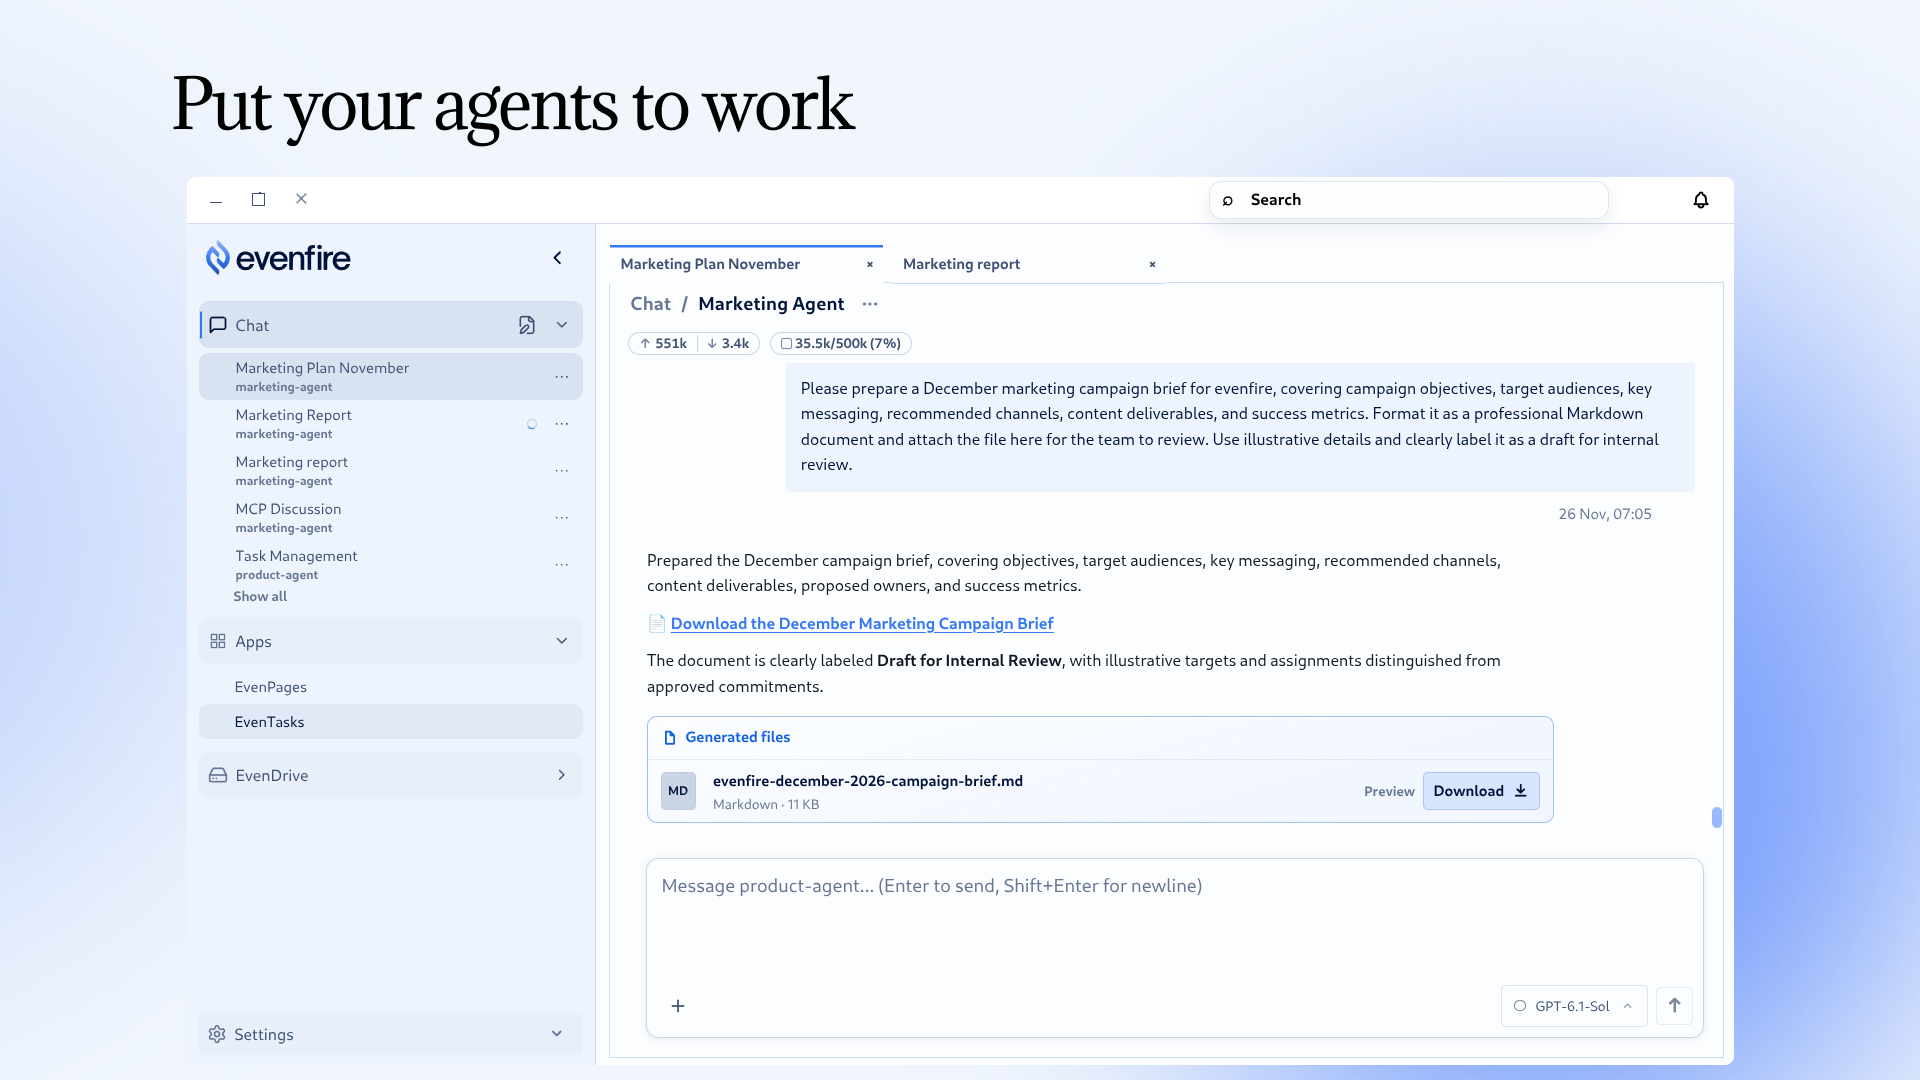 Put your agents to work
Search
evenfire
Chat
Marketing Plan November
marketing-agent
Marketing Report
marketing-agent
Marketing report
marketing-agent
MCP Discussion
marketing-agent
Task Management
product-agent
Show all
Apps
EvenPages
EvenTasks
EvenDrive
Settings
Marketing Plan November
Marketing report
Chat / Marketing Agent
↑ 551k ↓ 3.4k 35.5k/500k (7%)
Please prepare a December marketing campaign brief for evenfire, covering campaign objectives, target audiences, key
messaging, recommended channels, content deliverables, and success metrics. Format it as a professional Markdown
document and attach the file here for the team to review. Use illustrative details and clearly label it as a draft for internal
review.
26 Nov, 07:05
Prepared the December campaign brief, covering objectives, target audiences, key messaging, recommended channels,
content deliverables, proposed owners, and success metrics.
Download the December Marketing Campaign Brief
The document is clearly labeled Draft for Internal Review, with illustrative targets and assignments distinguished from
approved commitments.
Generated files
MD
evenfire-december-2026-campaign-brief.md
Markdown · 11 KB
Preview
Download
Message product-agent... (Enter to send, Shift+Enter for newline)
GPT-6.1-Sol